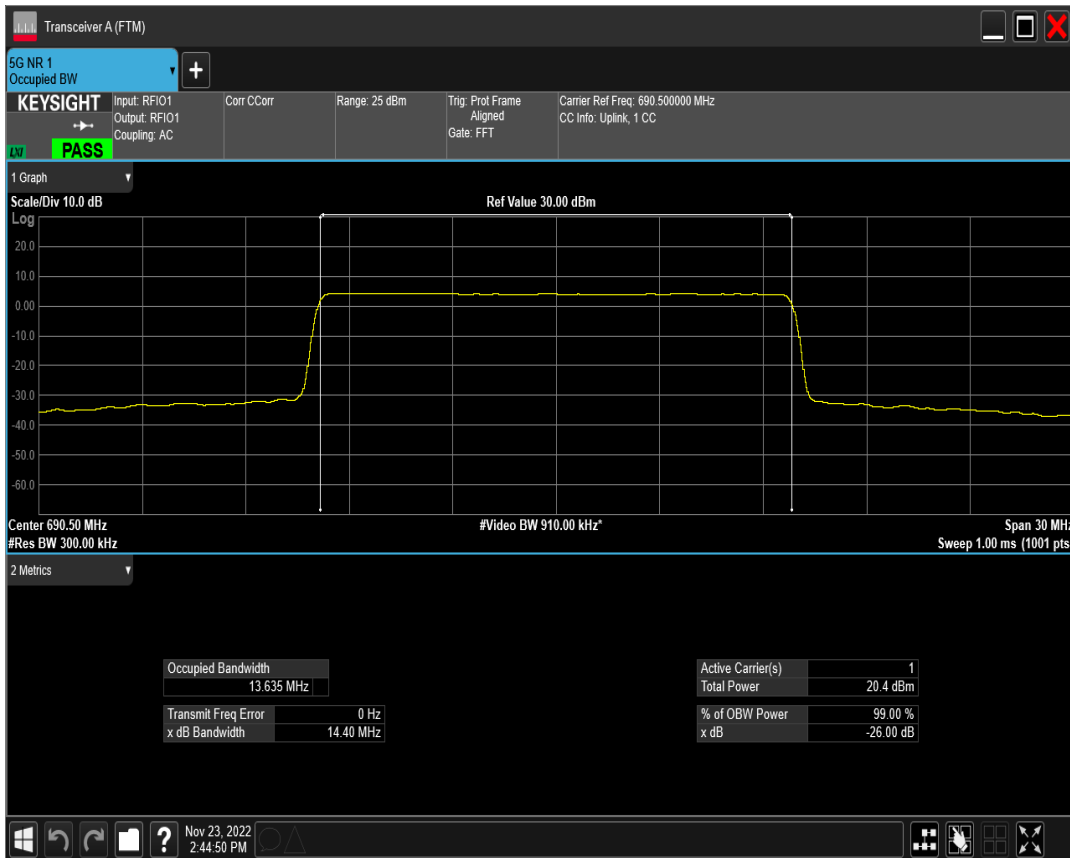 Transceiver A (FTM)
5G NR 1
Occupied BW
+
KEYSIGHT
LXI
PASS
Input: RFIO1
Output: RFIO1
Coupling: AC
Corr CCorr
Range: 25 dBm
Trig: Prot Frame
Aligned
Gate: FFT
Carrier Ref Freq: 690.500000 MHz
CC Info: Uplink, 1 CC
1 Graph
Scale/Div 10.0 dB
Ref Value 30.00 dBm
Log
20.0
10.0
0.00
-10.0
-20.0
-30.0
-40.0
-50.0
-60.0
Center 690.50 MHz
#Video BW 910.00 kHz*
Span 30 MHz
#Res BW 300.00 kHz
Sweep 1.00 ms (1001 pts
2 Metrics
Occupied Bandwidth
13.635 MHz
Transmit Freq Error 0 Hz
x dB Bandwidth 14.40 MHz
Active Carrier(s) 1
Total Power 20.4 dBm
% of OBW Power 99.00 %
x dB -26.00 dB
?
Nov 23, 2022
2:44:50 PM